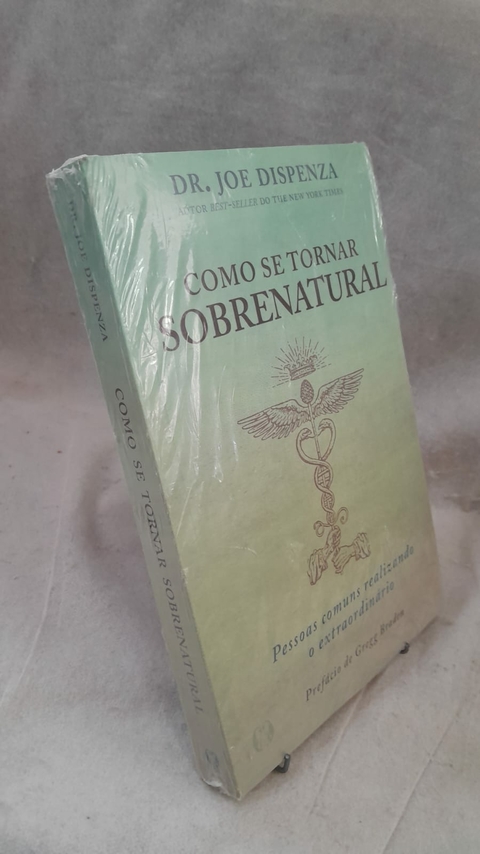 DR. JOE DISPENZA
AUTOR BEST-SELLER DO THE NEW YORK TIMES
COMO SE TORNAR
SOBRENATURAL
Pessoas comuns realizando
o extraordinário
Prefácio de Gregg Braden
DR. JOE DISPENZA
COMO SE TORNAR SOBRENATURAL